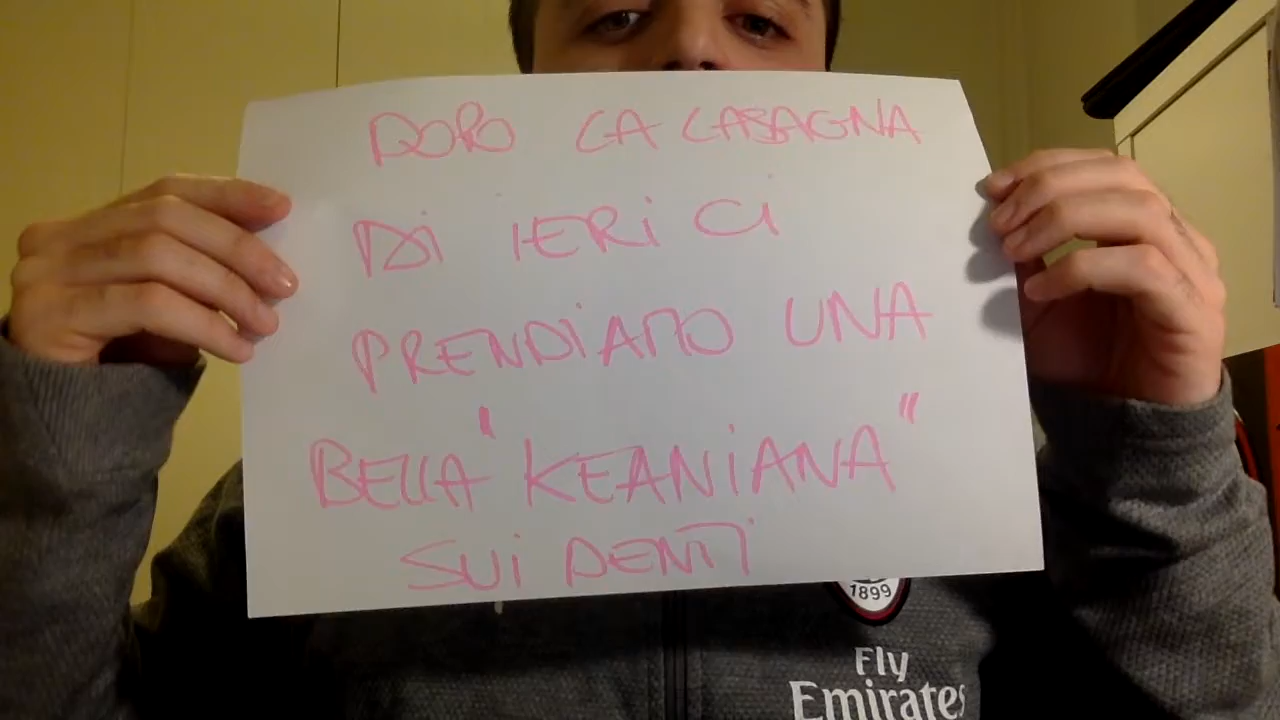 DOPO LA LASAGNA
Di IERi Ci
PRENDiAMO UNA
BELLA "KEANiANA"
SUi DENTi
1899
Fly
Emirates